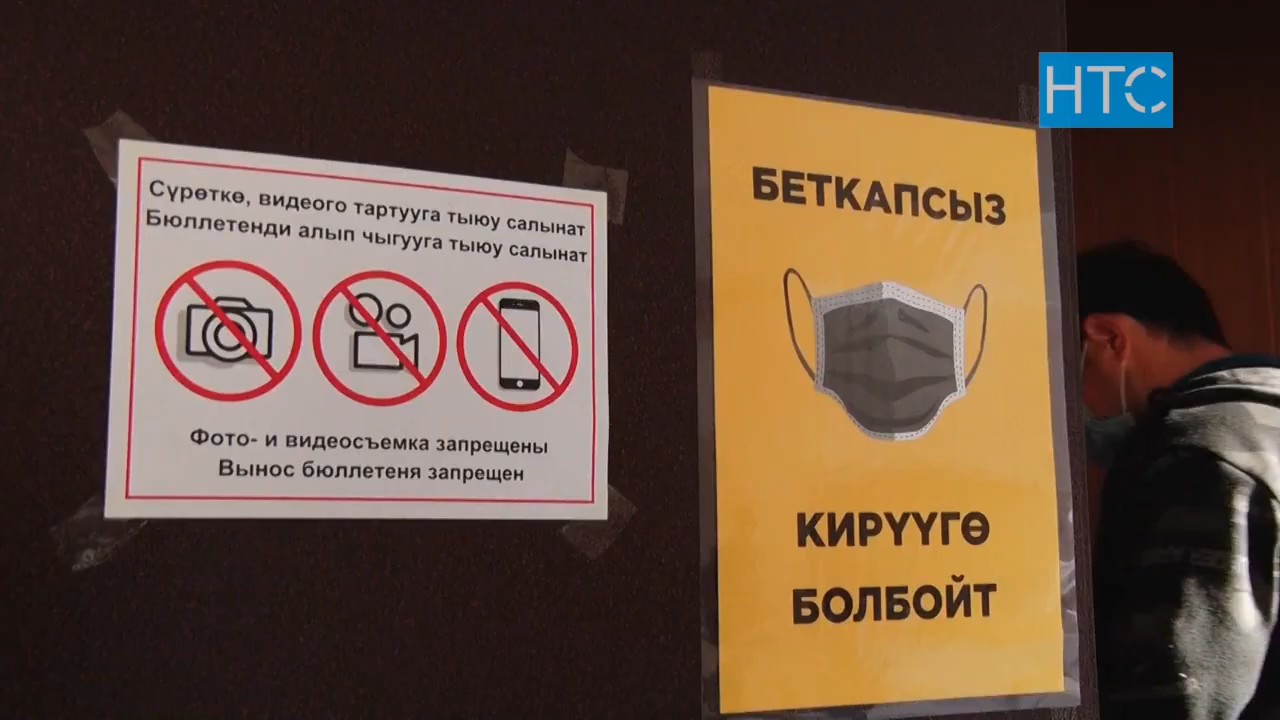 НТС
Сүрөткө, видеого тартууга тыюу салынат
Бюллетенди алып чыгууга тыюу салынат
Фото- и видеосъемка запрещены
Вынос бюллетеня запрещен
БЕТКАПСЫЗ
КИРҮҮГӨ
БОЛБОЙТ